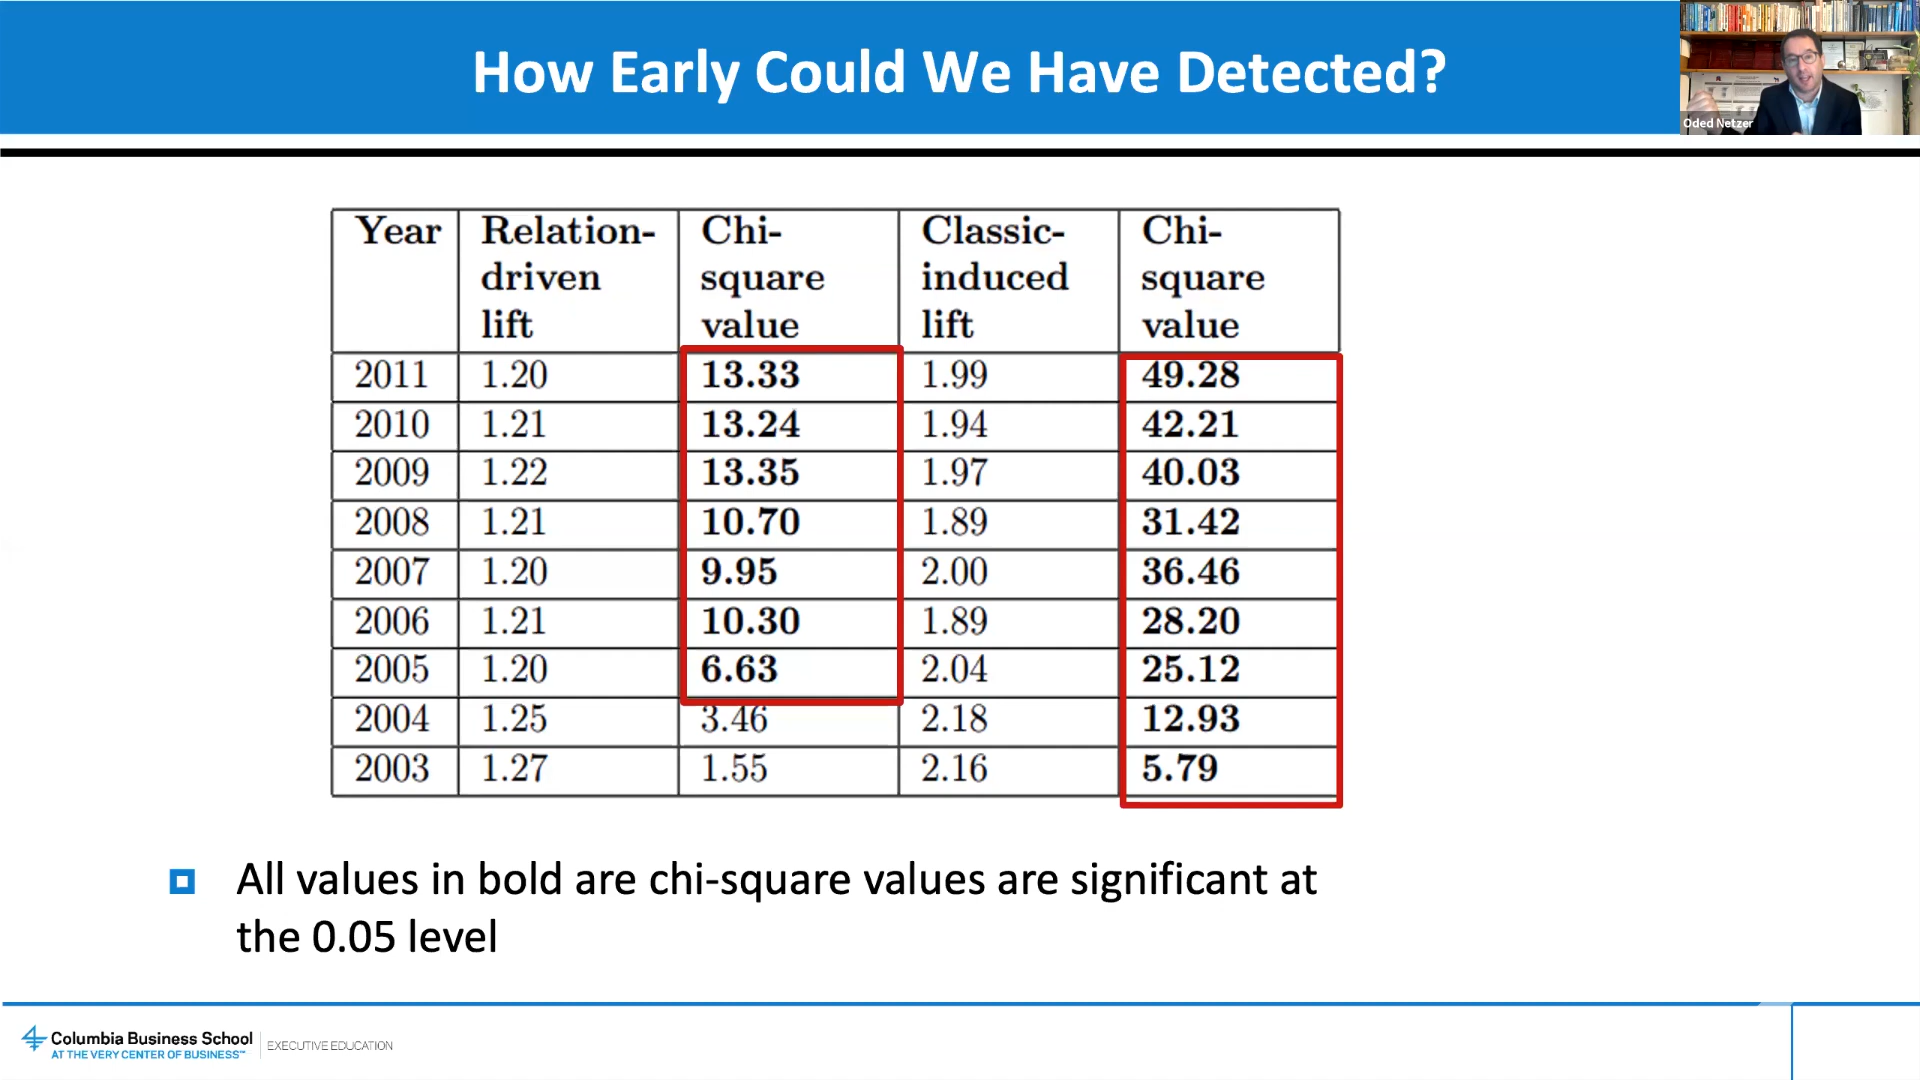 How Early Could We Have Detected?
Oded Netzer
Year Relation-driven lift Chi-square value Classic-induced lift Chi-square value
2011 1.20 13.33 1.99 49.28
2010 1.21 13.24 1.94 42.21
2009 1.22 13.35 1.97 40.03
2008 1.21 10.70 1.89 31.42
2007 1.20 9.95 2.00 36.46
2006 1.21 10.30 1.89 28.20
2005 1.20 6.63 2.04 25.12
2004 1.25 3.46 2.18 12.93
2003 1.27 1.55 2.16 5.79
All values in bold are chi-square values are significant at
the 0.05 level
Columbia Business School
AT THE VERY CENTER OF BUSINESS™
EXECUTIVE EDUCATION